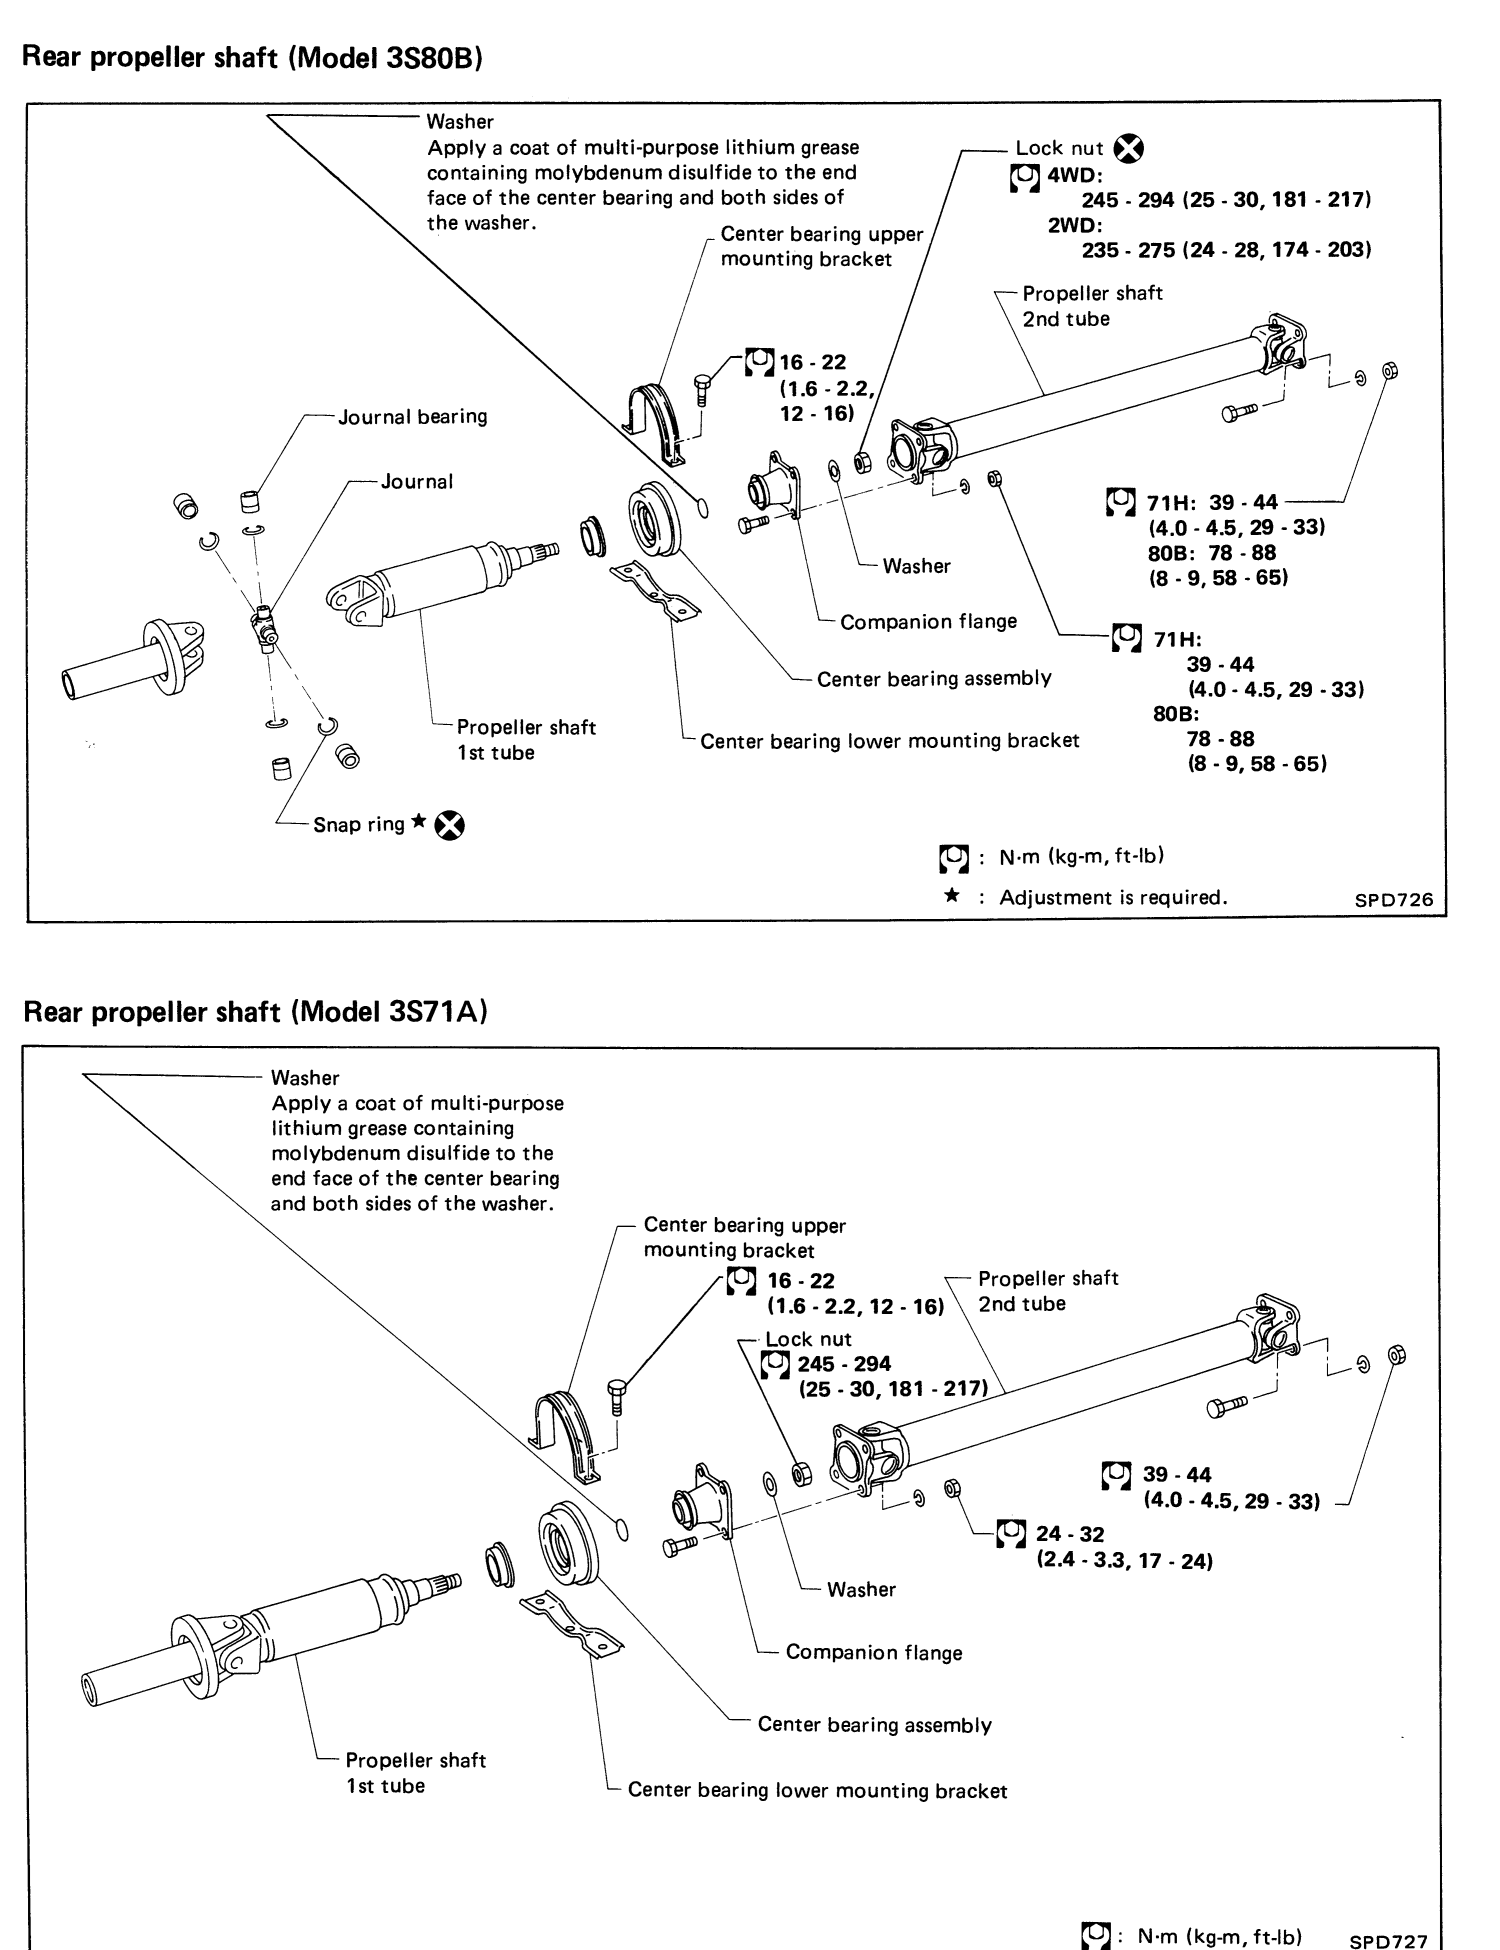 Rear propeller shaft (Model 3S80B)
Washer
Apply a coat of multi-purpose lithium grease
containing molybdenum disulfide to the end
face of the center bearing and both sides of
the washer.
Lock nut
4WD:
245 - 294 (25 - 30, 181 - 217)
2WD:
235 - 275 (24 - 28, 174 - 203)
Center bearing upper
mounting bracket
Propeller shaft
2nd tube
16 - 22
(1.6 - 2.2,
12 - 16)
Journal bearing
Journal
71H: 39 - 44
(4.0 - 4.5, 29 - 33)
80B: 78 - 88
(8 - 9, 58 - 65)
Washer
Companion flange
71H:
39 - 44
(4.0 - 4.5, 29 - 33)
80B:
78 - 88
(8 - 9, 58 - 65)
Center bearing assembly
Propeller shaft
1st tube
Center bearing lower mounting bracket
Snap ring ★
: N·m (kg-m, ft-lb)
★ : Adjustment is required.
SPD726
Rear propeller shaft (Model 3S71A)
Washer
Apply a coat of multi-purpose
lithium grease containing
molybdenum disulfide to the
end face of the center bearing
and both sides of the washer.
Center bearing upper
mounting bracket
16 - 22
(1.6 - 2.2, 12 - 16)
Propeller shaft
2nd tube
Lock nut
245 - 294
(25 - 30, 181 - 217)
39 - 44
(4.0 - 4.5, 29 - 33)
24 - 32
(2.4 - 3.3, 17 - 24)
Washer
Companion flange
Center bearing assembly
Propeller shaft
1st tube
Center bearing lower mounting bracket
: N·m (kg-m, ft-lb)
SPD727